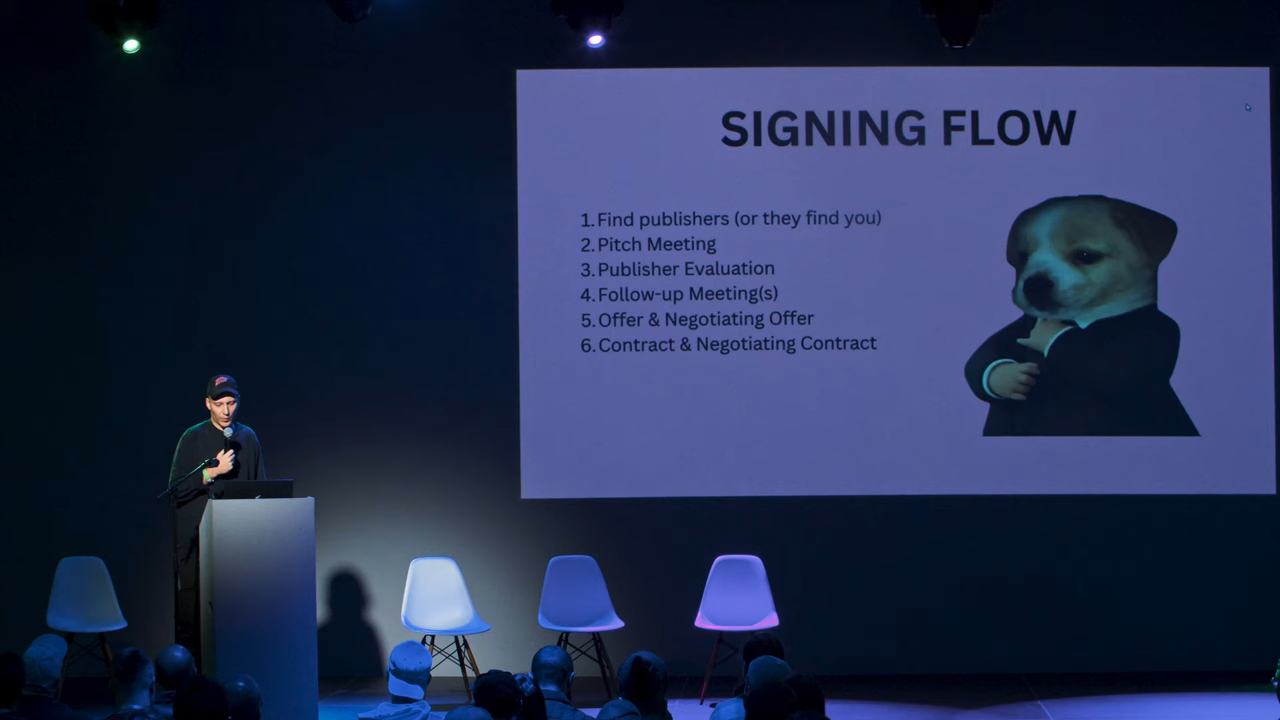 SIGNING FLOW
1. Find publishers (or they find you)
2. Pitch Meeting
3. Publisher Evaluation
4. Follow-up Meeting(s)
5. Offer & Negotiating Offer
6. Contract & Negotiating Contract